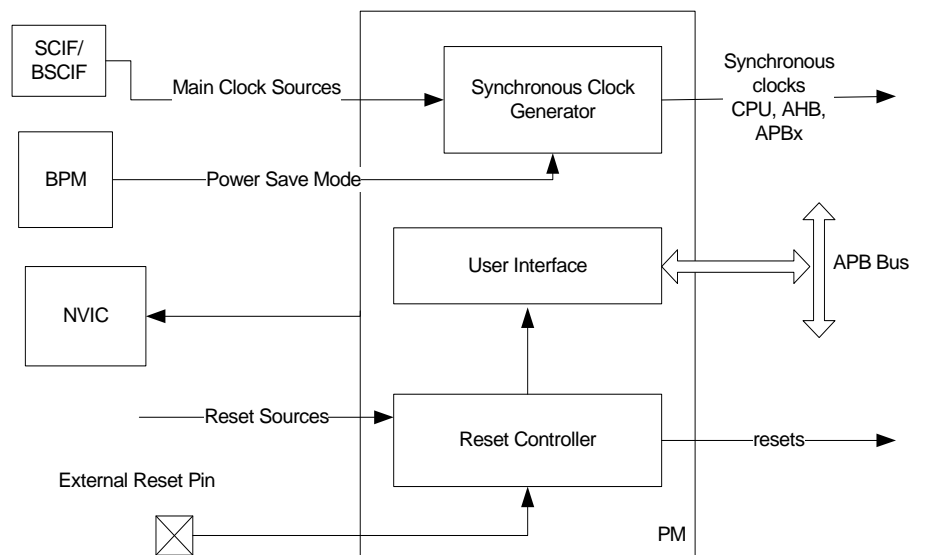 SCIF/
BSCIF
Main Clock Sources
Synchronous Clock
Generator
Synchronous
clocks
CPU, AHB,
APBx
BPM
Power Save Mode
User Interface
APB Bus
NVIC
Reset Sources
Reset Controller
resets
External Reset Pin
PM